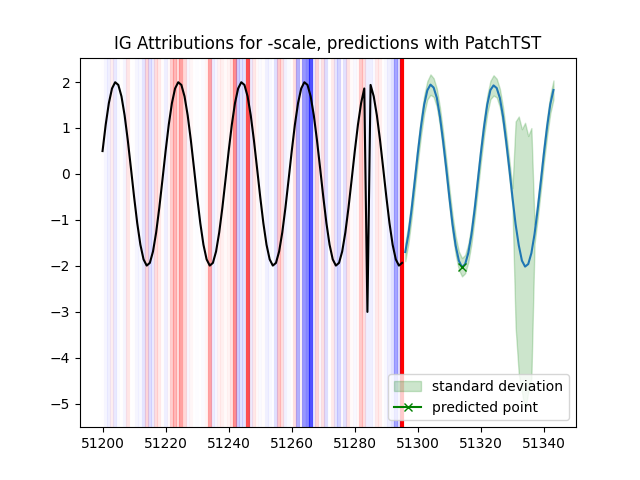 IG Attributions for -scale, predictions with PatchTST
2
1
0
−1
−2
−3
−4
−5
standard deviation
predicted point
51200 51220 51240 51260 51280 51300 51320 51340